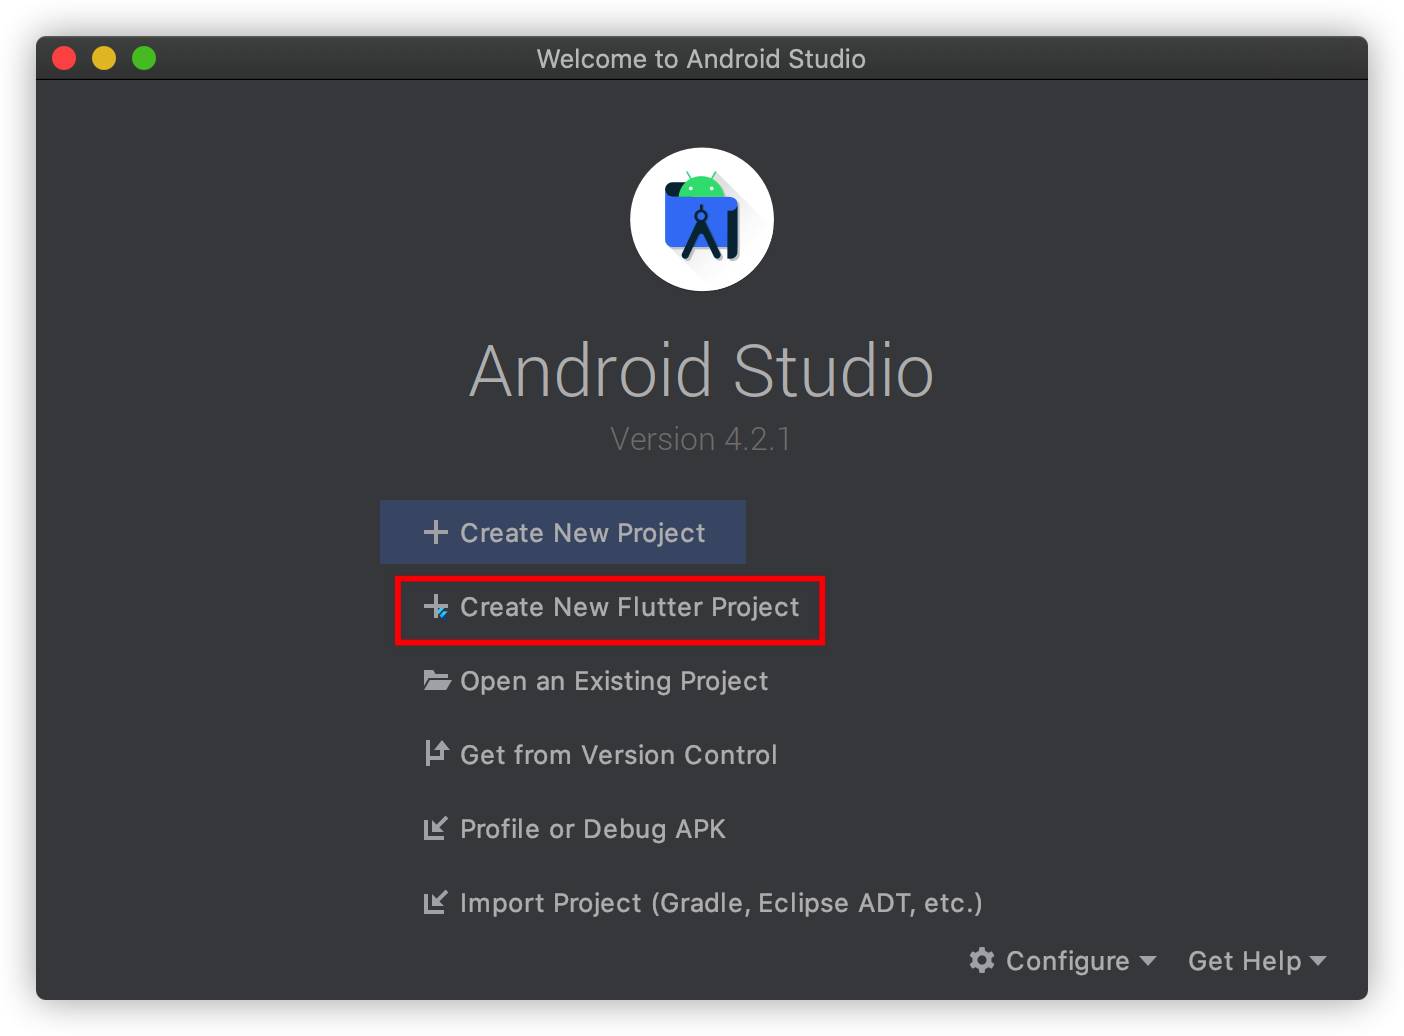 Welcome to Android Studio
Android Studio
Version 4.2.1
Create New Project
Create New Flutter Project
Open an Existing Project
Get from Version Control
Profile or Debug APK
Import Project (Gradle, Eclipse ADT, etc.)
Configure Get Help